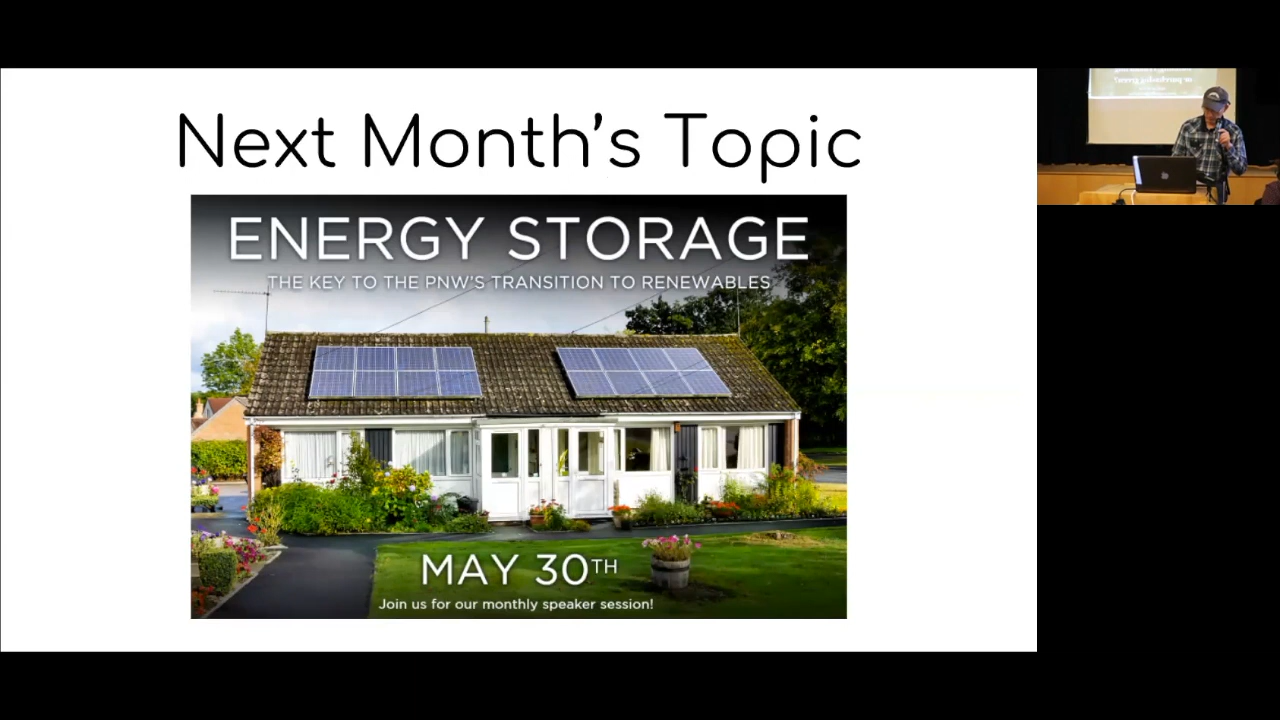 Next Month’s Topic
ENERGY STORAGE
THE KEY TO THE PNW'S TRANSITION TO RENEWABLES
MAY 30TH
Join us for our monthly speaker session!